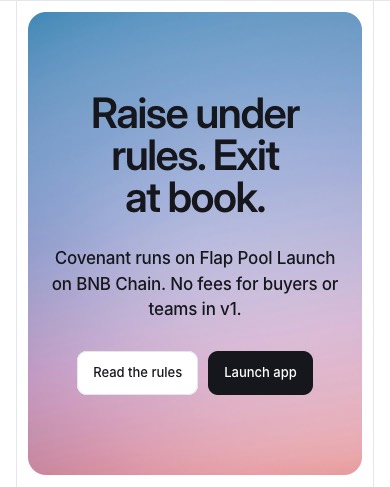 Raise under
rules. Exit
at book.
Covenant runs on Flap Pool Launch
on BNB Chain. No fees for buyers or
teams in v1.
Read the rules
Launch app